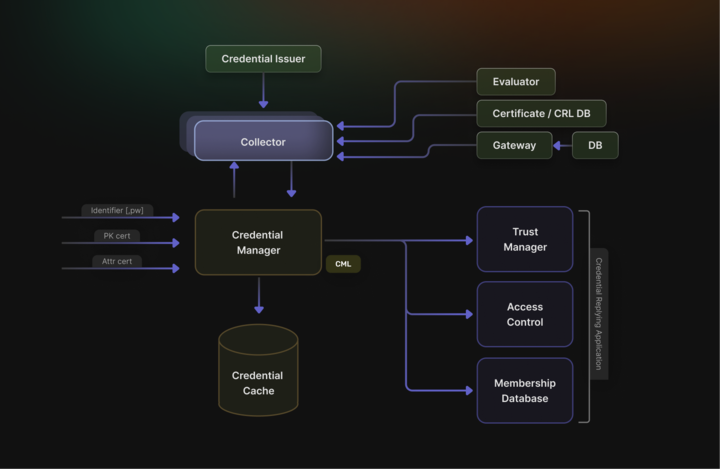 Credential Issuer
Evaluator
Certificate / CRL DB
Collector
Gateway
DB
Identifier [,pw]
PK cert
Attr cert
Credential
Manager
CML
Trust
Manager
Access
Control
Membership
Database
Credential Replying Application
Credential
Cache